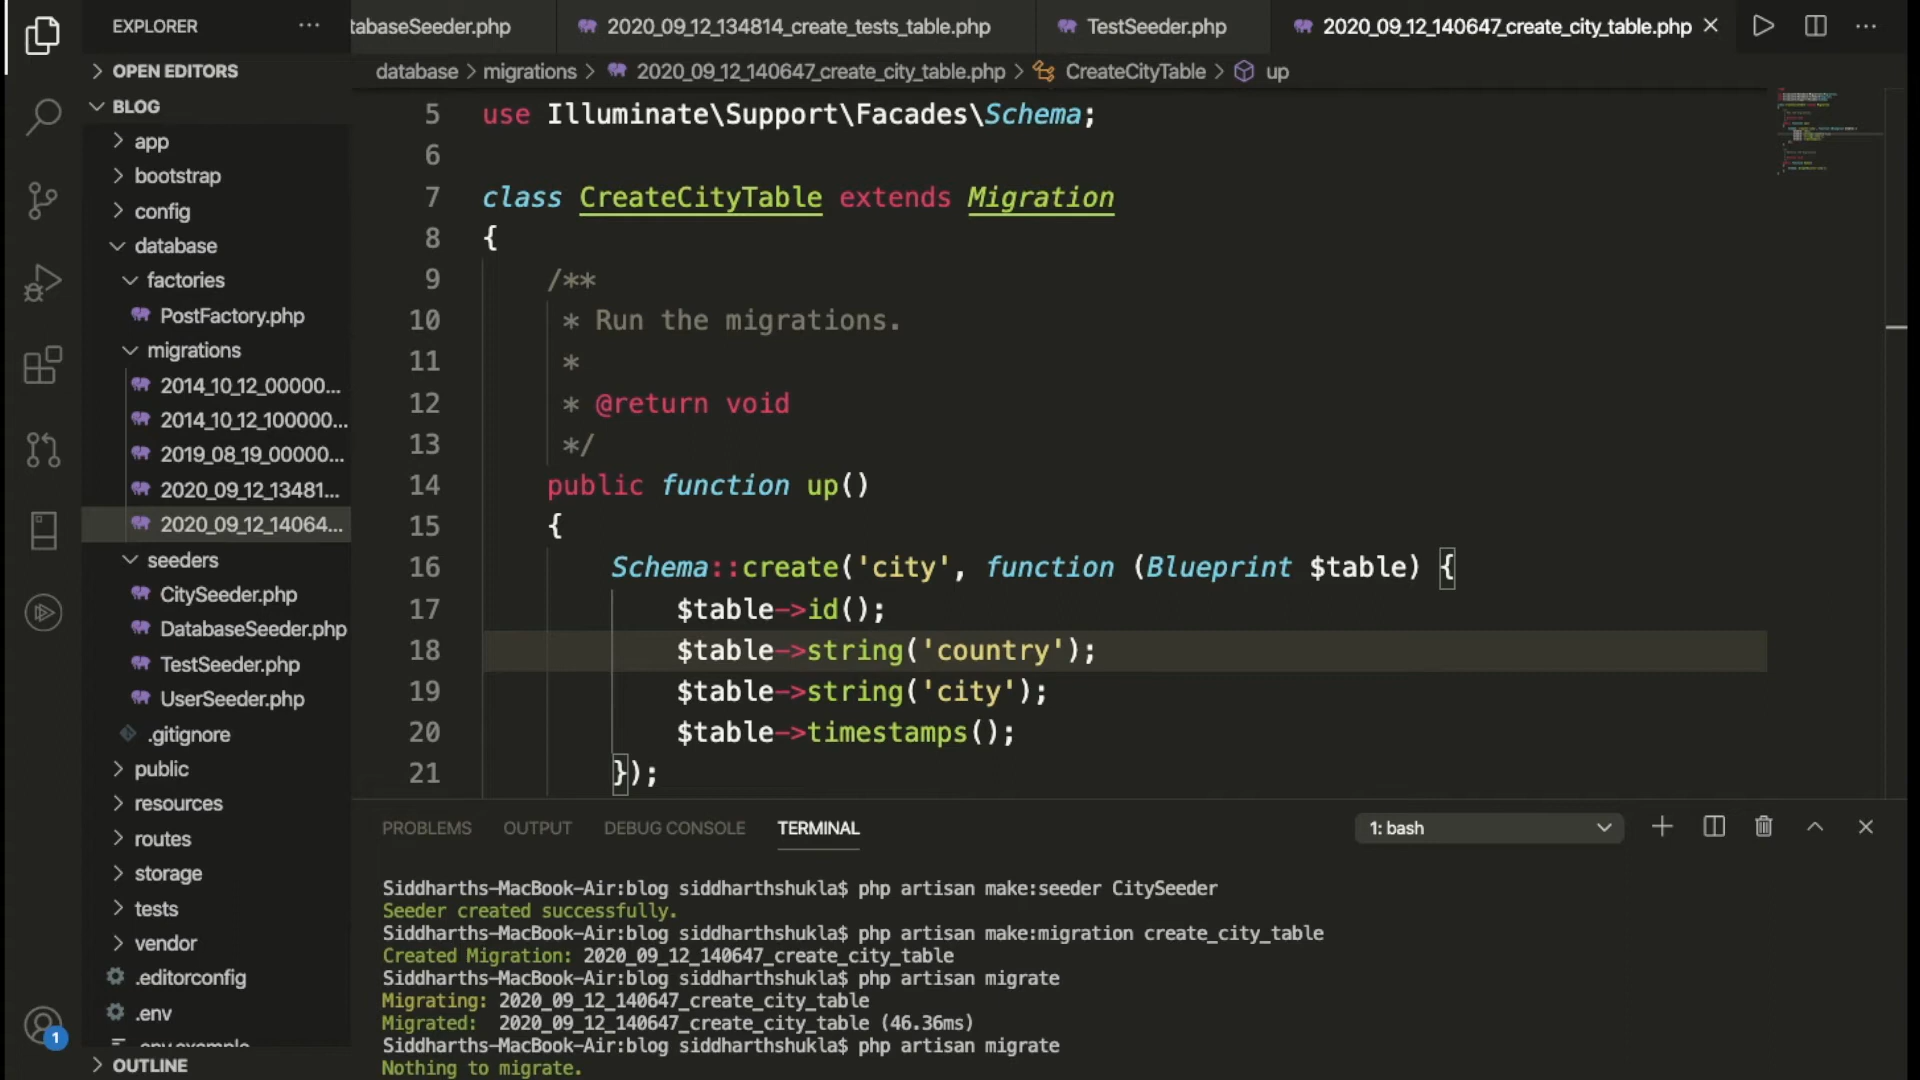 EXPLORER
tabaseSeeder.php
2020_09_12_134814_create_tests_table.php
TestSeeder.php
2020_09_12_140647_create_city_table.php
OPEN EDITORS
database > migrations > 2020_09_12_140647_create_city_table.php > CreateCityTable > up
BLOG
app
bootstrap
config
database
factories
PostFactory.php
migrations
2014_10_12_00000...
2014_10_12_100000...
2019_08_19_00000...
2020_09_12_13481...
2020_09_12_14064...
seeders
CitySeeder.php
DatabaseSeeder.php
TestSeeder.php
UserSeeder.php
.gitignore
public
resources
routes
storage
tests
vendor
.editorconfig
.env
.env.example
OUTLINE
1
5 use Illuminate\Support\Facades\Schema;
6
7 class CreateCityTable extends Migration
8 {
9 /**
10 * Run the migrations.
11 *
12 * @return void
13 */
14 public function up()
15 {
16 Schema::create('city', function (Blueprint $table) {
17 $table->id();
18 $table->string('country');
19 $table->string('city');
20 $table->timestamps();
21 });
PROBLEMS OUTPUT DEBUG CONSOLE TERMINAL
1: bash
Siddharths-MacBook-Air:blog siddharthshukla$ php artisan make:seeder CitySeeder
Seeder created successfully.
Siddharths-MacBook-Air:blog siddharthshukla$ php artisan make:migration create_city_table
Created Migration: 2020_09_12_140647_create_city_table
Siddharths-MacBook-Air:blog siddharthshukla$ php artisan migrate
Migrating: 2020_09_12_140647_create_city_table
Migrated: 2020_09_12_140647_create_city_table (46.36ms)
Siddharths-MacBook-Air:blog siddharthshukla$ php artisan migrate
Nothing to migrate.